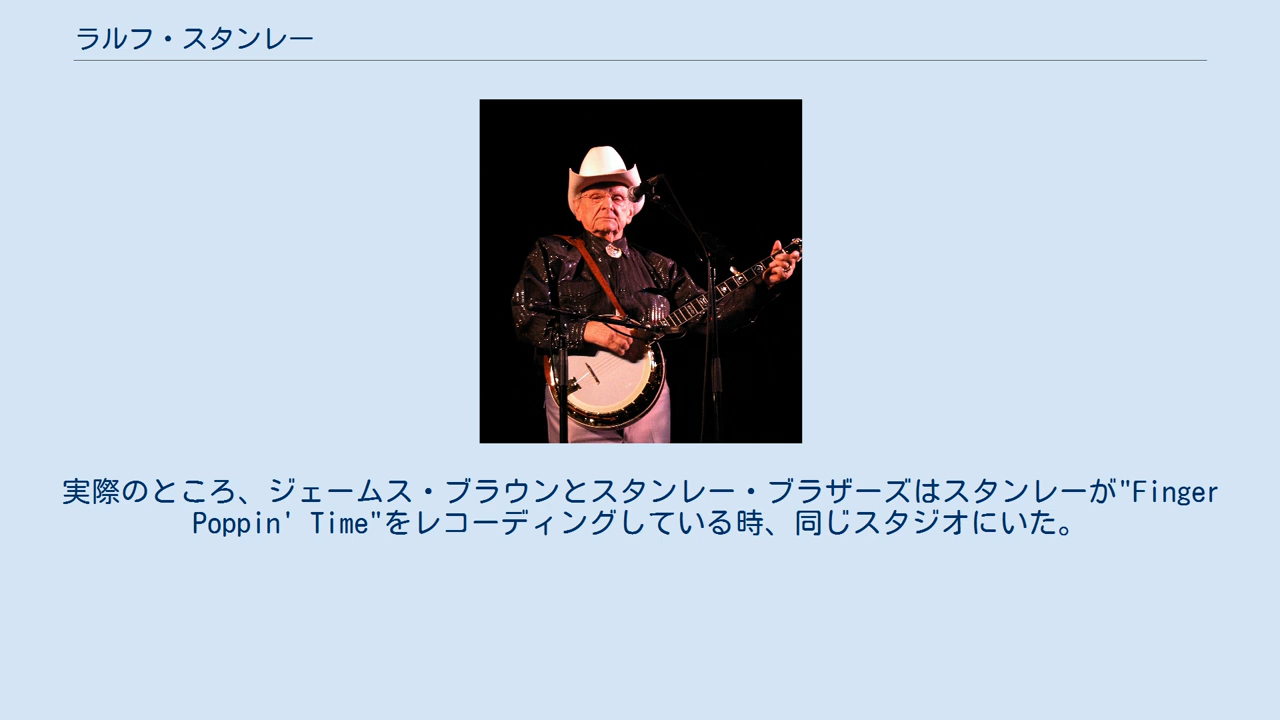 ラルフ・スタンレー
実際のところ、ジェームス・ブラウンとスタンレー・ブラザーズはスタンレーが"Finger
Poppin' Time"をレコーディングしている時、同じスタジオにいた。